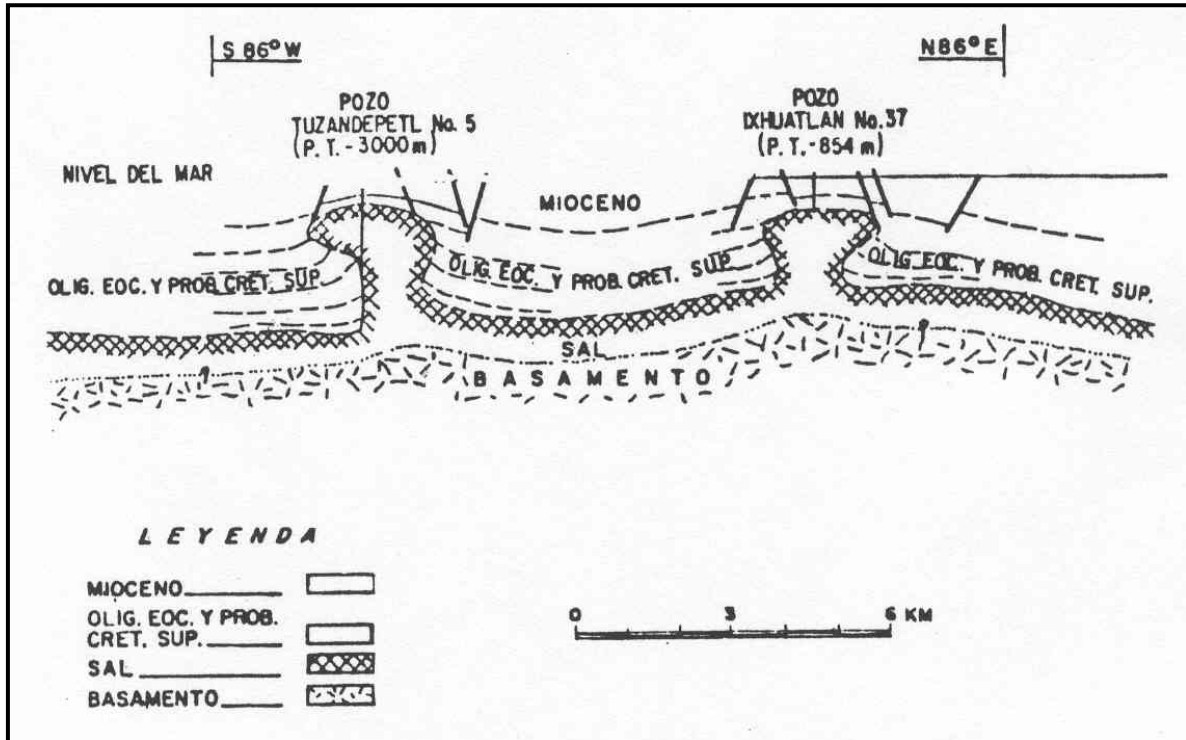 S 86° W
N 86° E
POZO
TUZANDEPETL No. 5
(P. T. - 3000 m)
POZO
IXHUATLAN No. 37
(P. T. - 854 m)
NIVEL DEL MAR
MIOCENO
OLIG. EOC. Y PROB. CRET. SUP.
OLIG. EOC. Y PROB. CRET. SUP.
OLIG. EOC. Y PROB. CRET. SUP.
SAL
BASAMENTO
LEYENDA
MIOCENO
OLIG. EOC. Y PROB.
CRET. SUP.
SAL
BASAMENTO
0 3 6 KM